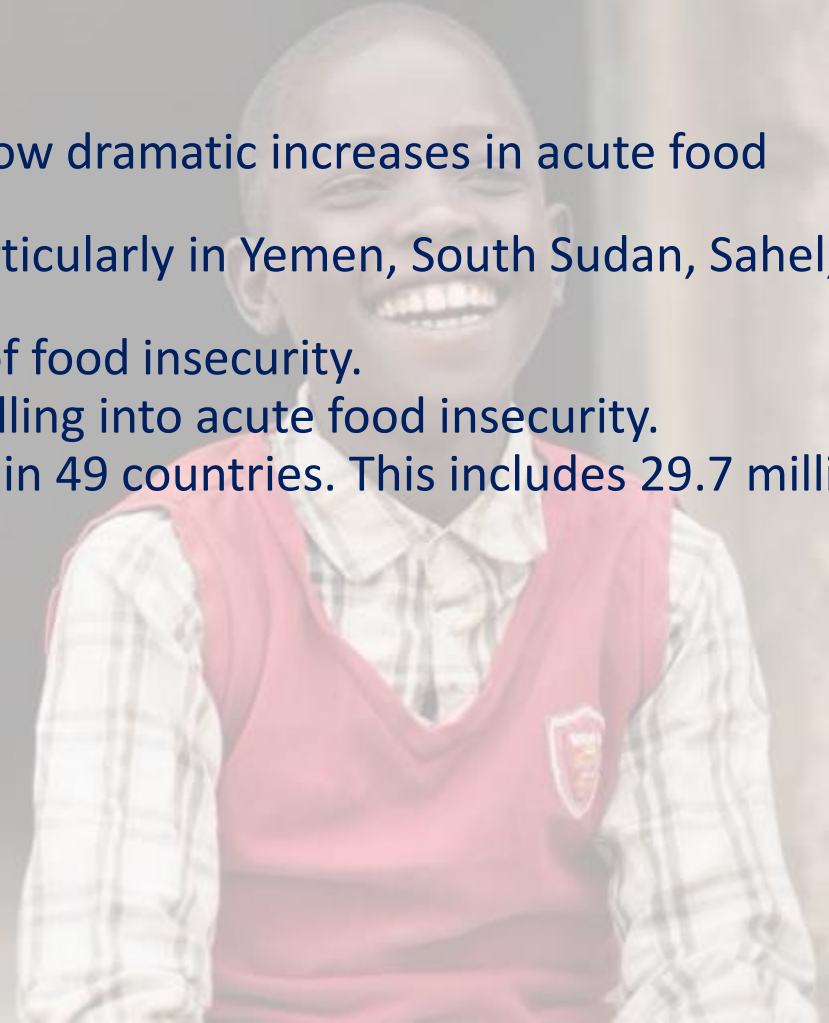 ow dramatic increases in acute food
ticularly in Yemen, South Sudan, Sahel,
of food insecurity.
lling into acute food insecurity.
in 49 countries. This includes 29.7 milli